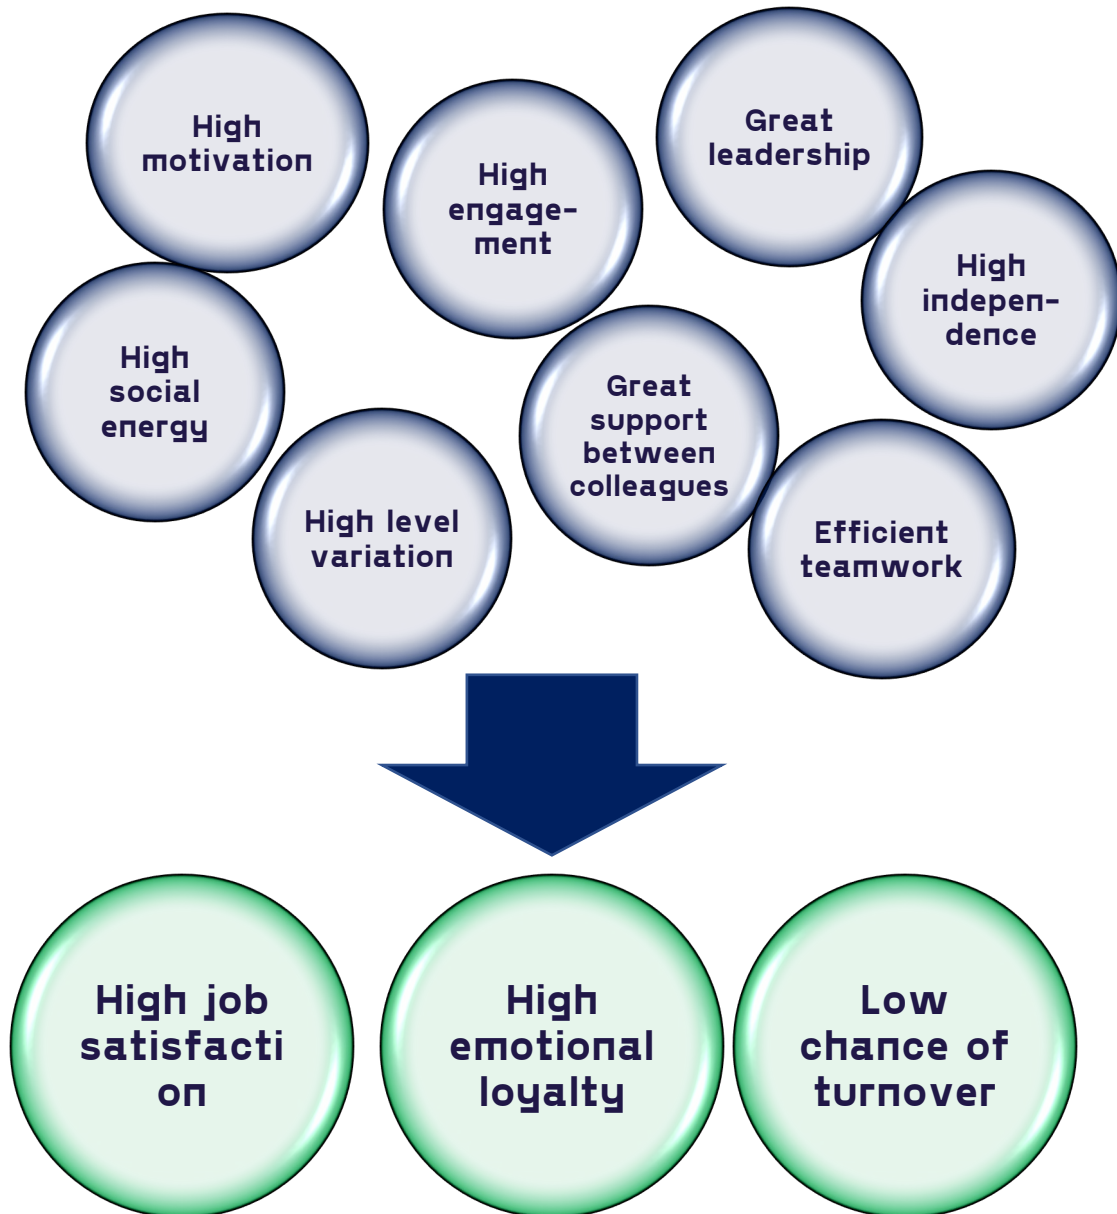 High
motivation
High
engage-
ment
Great
leadership
High
indepen-
dence
High
social
energy
Great
support
between
colleagues
High level
variation
Efficient
teamwork
High job
satisfacti
on
High
emotional
loyalty
Low
chance of
turnover